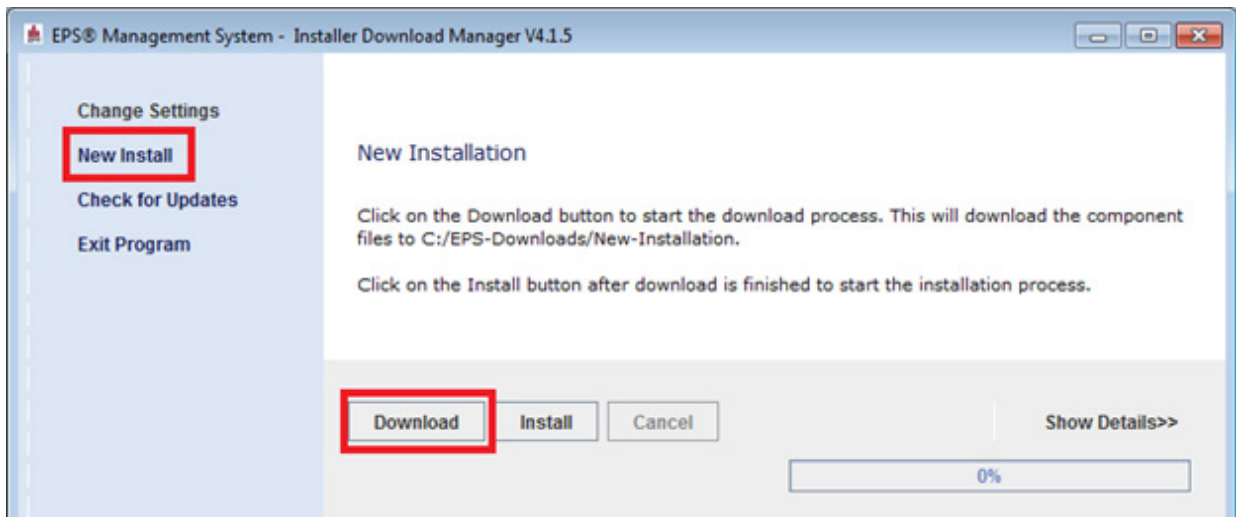 EPS® Management System - Installer Download Manager V4.1.5
Change Settings
New Install
Check for Updates
Exit Program
New Installation
Click on the Download button to start the download process. This will download the component
files to C:/EPS-Downloads/New-Installation.
Click on the Install button after download is finished to start the installation process.
Download
Install
Cancel
Show Details>>
0%